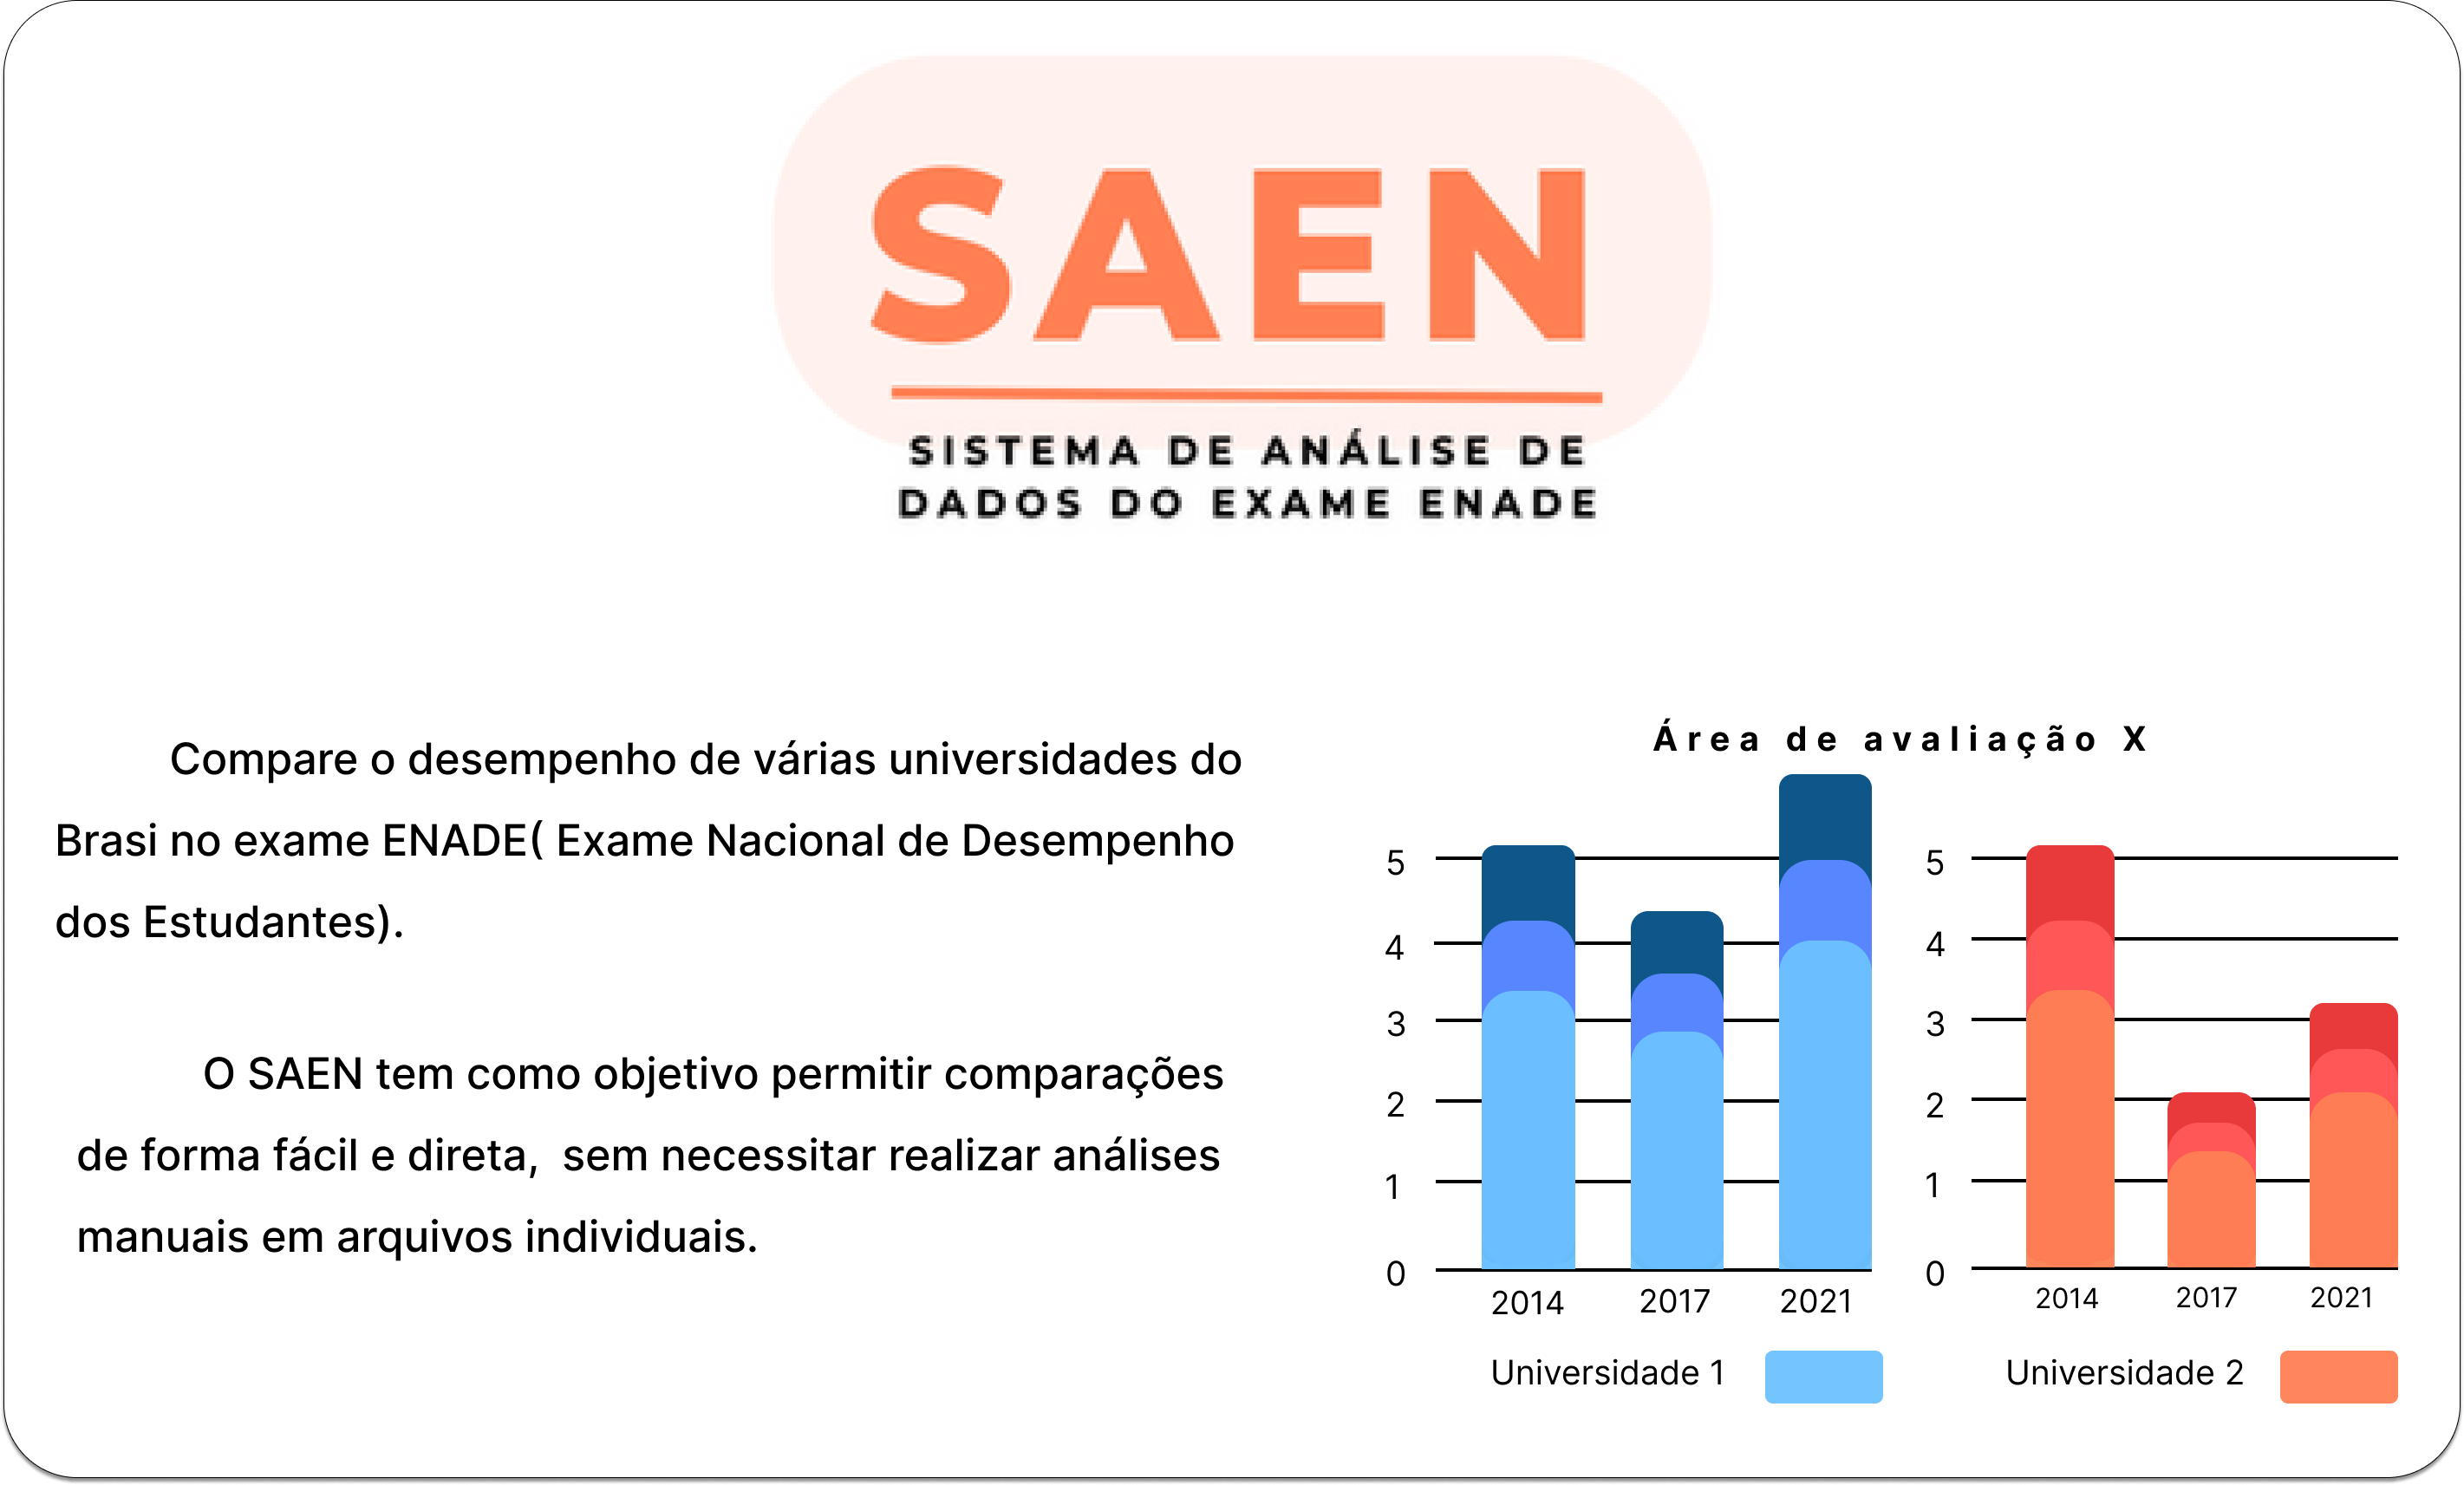 SAEN
SISTEMA DE ANÁLISE DE
DADOS DO EXAME ENADE
Compare o desempenho de várias universidades do
Brasi no exame ENADE( Exame Nacional de Desempenho
dos Estudantes).
O SAEN tem como objetivo permitir comparações
de forma fácil e direta,  sem necessitar realizar análises
manuais em arquivos individuais.
Área de avaliação X
5
4
3
2
1
0
2014 2017 2021
Universidade 1
5
4
3
2
1
0
2014 2017 2021
Universidade 2